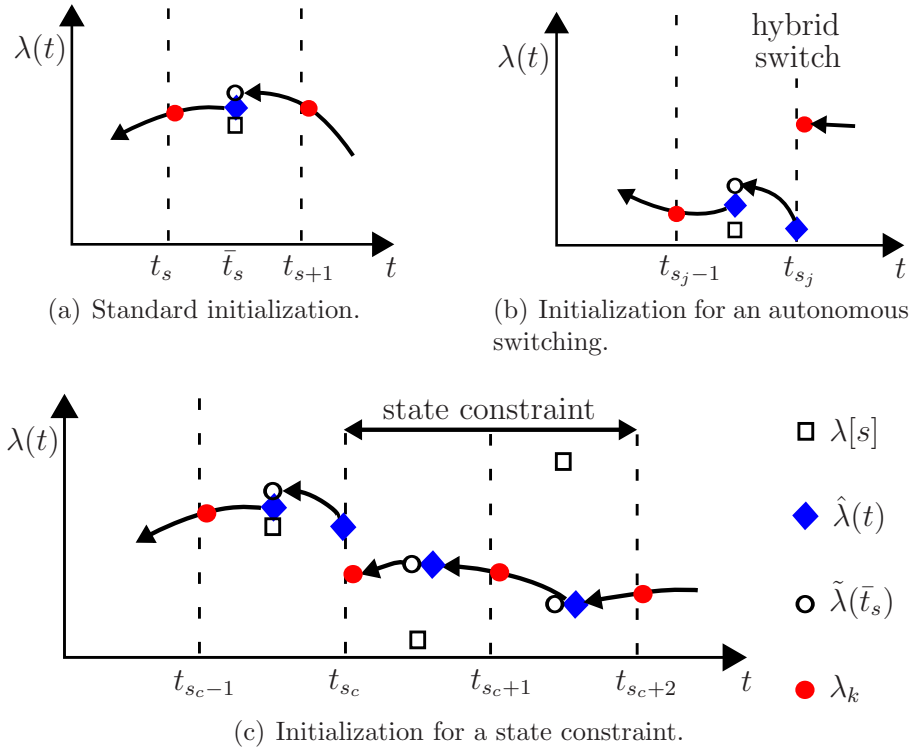 λ(t)
t_s
t̄_s
t_{s+1}
t
(a) Standard initialization.
λ(t)
hybrid
switch
t_{s_j−1}
t_{s_j}
t
(b) Initialization for an autonomous
switching.
λ(t)
state constraint
t_{s_c−1}
t_{s_c}
t_{s_c+1}
t_{s_c+2}
t
λ[s]
λ̂(t)
λ̃(t̄_s)
λ_k
(c) Initialization for a state constraint.